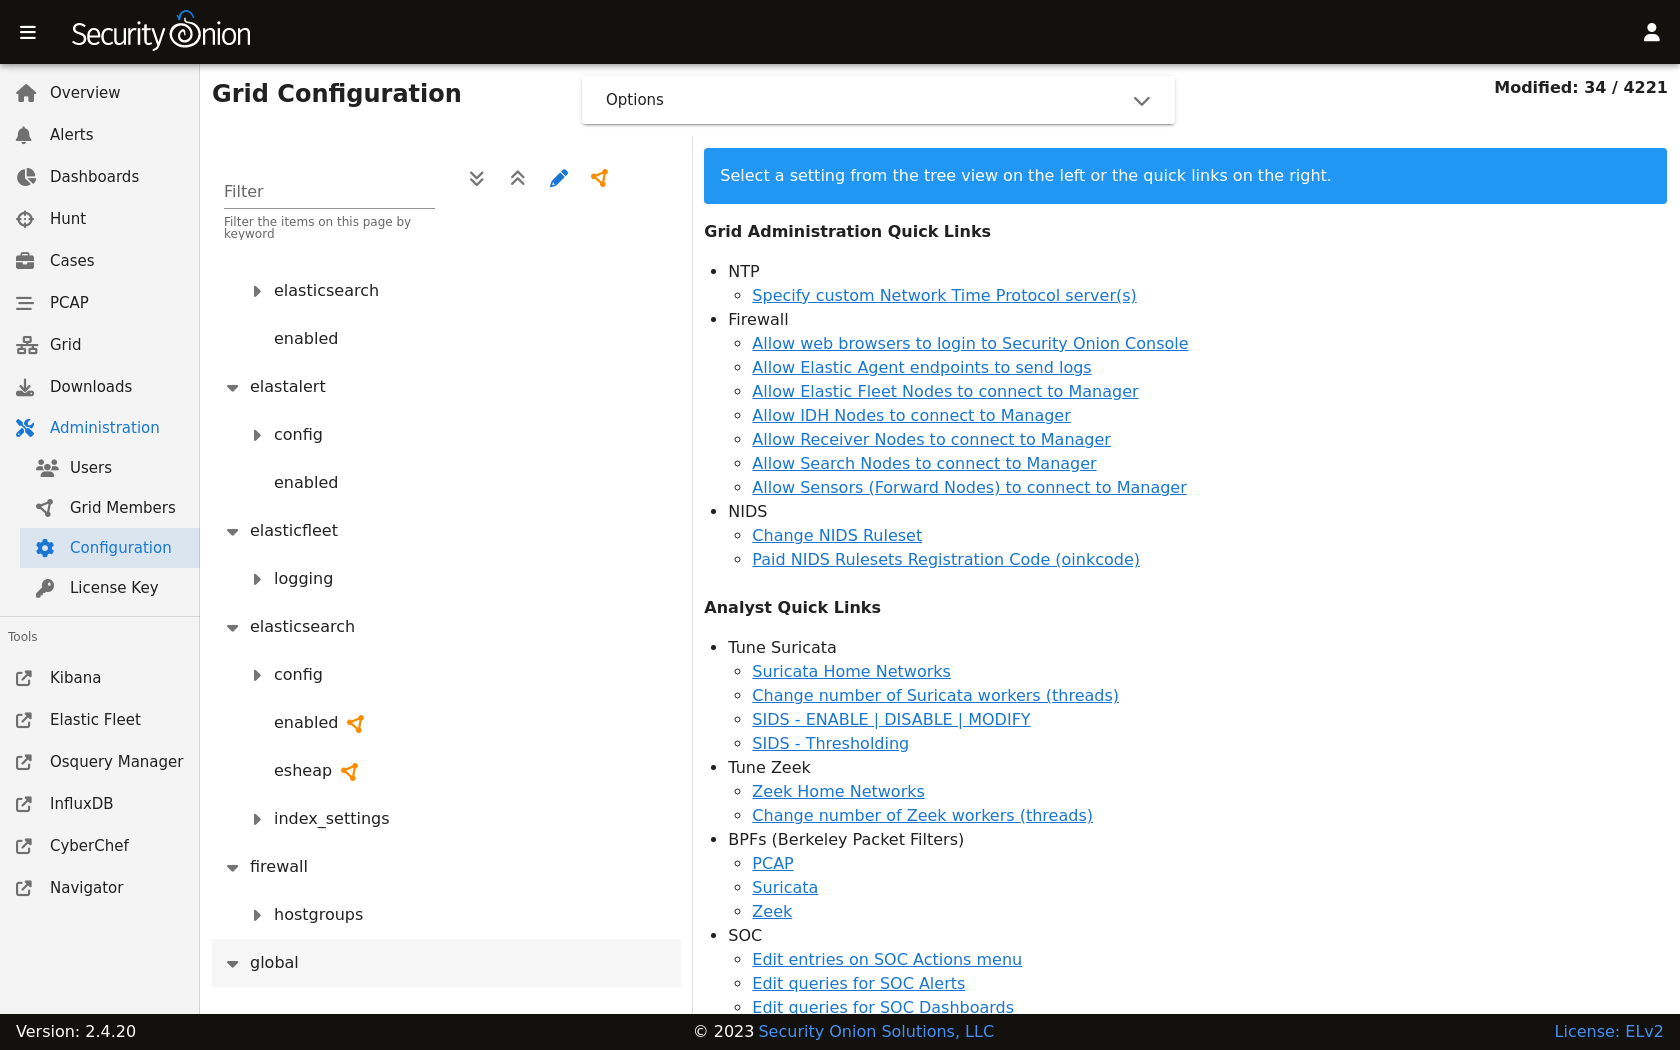 Security Onion
Overview
Alerts
Dashboards
Hunt
Cases
PCAP
Grid
Downloads
Administration
Users
Grid Members
Configuration
License Key
Tools
Kibana
Elastic Fleet
Osquery Manager
InfluxDB
CyberChef
Navigator
Grid Configuration
Options
Modified: 34 / 4221
Filter
Filter the items on this page by
keyword
elasticsearch
enabled
elastalert
config
enabled
elasticfleet
logging
elasticsearch
config
enabled
esheap
index_settings
firewall
hostgroups
global
Select a setting from the tree view on the left or the quick links on the right.
Grid Administration Quick Links
NTP
Specify custom Network Time Protocol server(s)
Firewall
Allow web browsers to login to Security Onion Console
Allow Elastic Agent endpoints to send logs
Allow Elastic Fleet Nodes to connect to Manager
Allow IDH Nodes to connect to Manager
Allow Receiver Nodes to connect to Manager
Allow Search Nodes to connect to Manager
Allow Sensors (Forward Nodes) to connect to Manager
NIDS
Change NIDS Ruleset
Paid NIDS Rulesets Registration Code (oinkcode)
Analyst Quick Links
Tune Suricata
Suricata Home Networks
Change number of Suricata workers (threads)
SIDS - ENABLE | DISABLE | MODIFY
SIDS - Thresholding
Tune Zeek
Zeek Home Networks
Change number of Zeek workers (threads)
BPFs (Berkeley Packet Filters)
PCAP
Suricata
Zeek
SOC
Edit entries on SOC Actions menu
Edit queries for SOC Alerts
Edit queries for SOC Dashboards
Version: 2.4.20
© 2023 Security Onion Solutions, LLC
License: ELv2